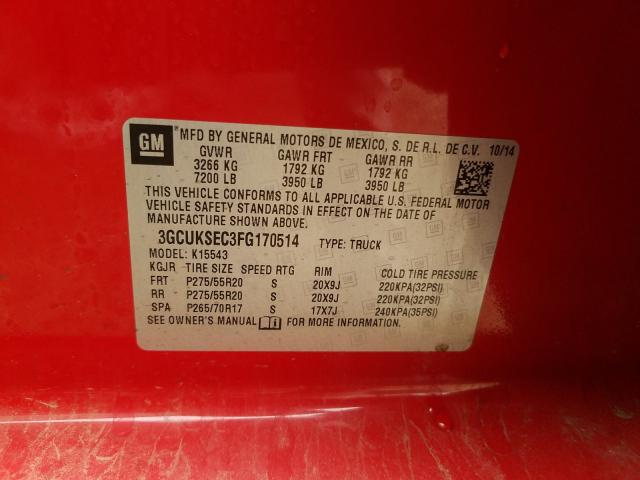 GM MFD BY GENERAL MOTORS DE MEXICO, S. DE R.L. DE C.V. 10/14
GVWR GAWR FRT GAWR RR
3266 KG 1792 KG 1792 KG
7200 LB 3950 LB 3950 LB
THIS VEHICLE CONFORMS TO ALL APPLICABLE U.S. FEDERAL MOTOR
VEHICLE SAFETY STANDARDS IN EFFECT ON THE DATE OF
MANUFACTURE SHOWN ABOVE.
3GCUKSEC3FG170514 TYPE: TRUCK
MODEL: K15543
KGJR TIRE SIZE SPEED RTG RIM COLD TIRE PRESSURE
FRT P275/55R20 S 20X9J 220KPA(32PSI)
RR P275/55R20 S 20X9J 220KPA(32PSI)
SPA P265/70R17 S 17X7J 240KPA(35PSI)
SEE OWNER'S MANUAL FOR MORE INFORMATION.